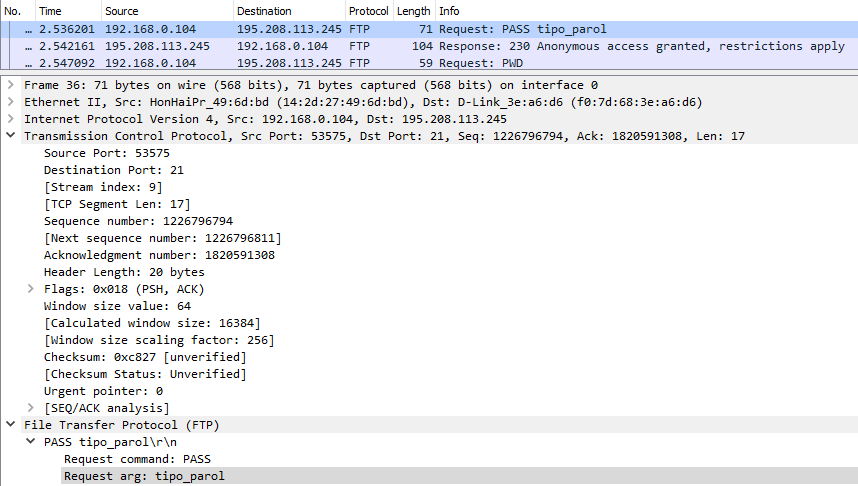 No. Time Source Destination Protocol Length Info
... 2.536201 192.168.0.104 195.208.113.245 FTP 71 Request: PASS tipo_parol
... 2.542161 195.208.113.245 192.168.0.104 FTP 104 Response: 230 Anonymous access granted, restrictions apply
... 2.547092 192.168.0.104 195.208.113.245 FTP 59 Request: PWD
Frame 36: 71 bytes on wire (568 bits), 71 bytes captured (568 bits) on interface 0
Ethernet II, Src: HonHaiPr_49:6d:bd (14:2d:27:49:6d:bd), Dst: D-Link_3e:a6:d6 (f0:7d:68:3e:a6:d6)
Internet Protocol Version 4, Src: 192.168.0.104, Dst: 195.208.113.245
Transmission Control Protocol, Src Port: 53575, Dst Port: 21, Seq: 1226796794, Ack: 1820591308, Len: 17
Source Port: 53575
Destination Port: 21
[Stream index: 9]
[TCP Segment Len: 17]
Sequence number: 1226796794
[Next sequence number: 1226796811]
Acknowledgment number: 1820591308
Header Length: 20 bytes
Flags: 0x018 (PSH, ACK)
Window size value: 64
[Calculated window size: 16384]
[Window size scaling factor: 256]
Checksum: 0xc827 [unverified]
[Checksum Status: Unverified]
Urgent pointer: 0
[SEQ/ACK analysis]
File Transfer Protocol (FTP)
PASS tipo_parol\r\n
Request command: PASS
Request arg: tipo_parol